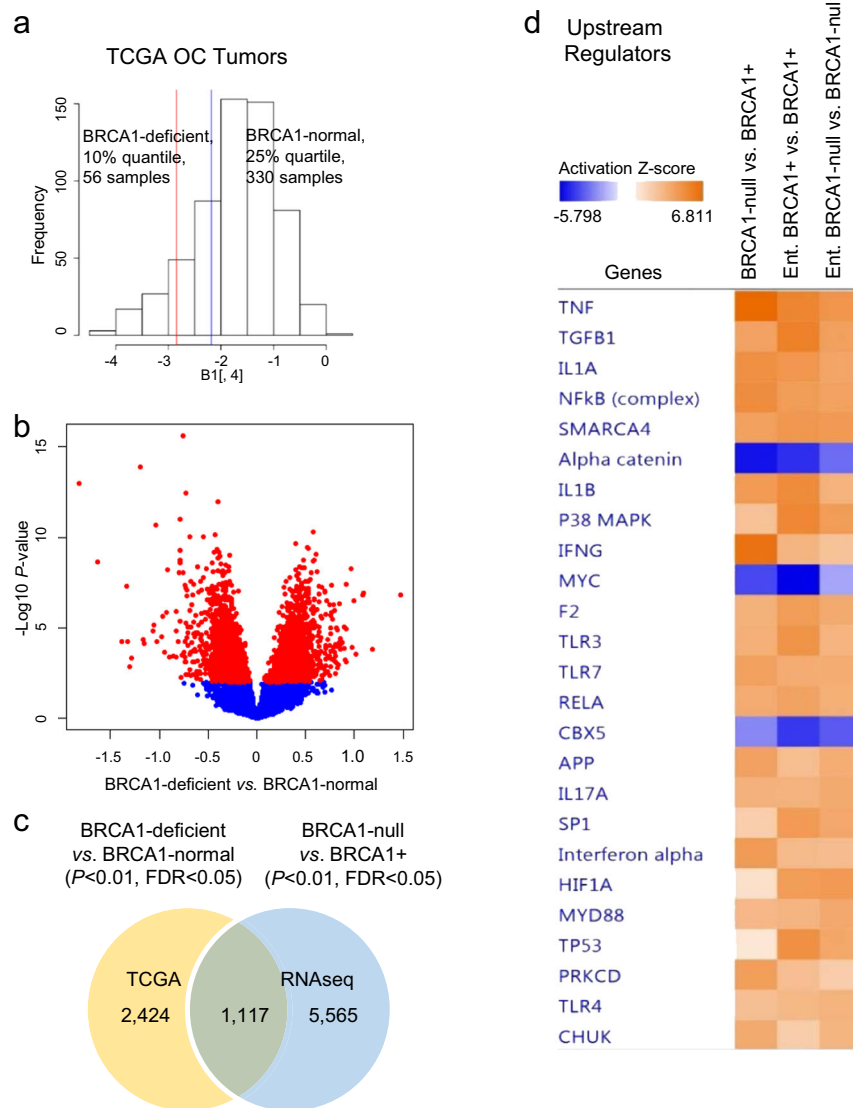 a
TCGA OC Tumors
150
100
50
0
Frequency
BRCA1-deficient,
10% quantile,
56 samples
BRCA1-normal,
25% quartile,
330 samples
-4 -3 -2 -1 0
B1[, 4]
b
15
10
5
0
-Log10 P-value
-1.5 -1.0 -0.5 0 0.5 1.0 1.5
BRCA1-deficient vs. BRCA1-normal
c
BRCA1-deficient
vs. BRCA1-normal
(P<0.01, FDR<0.05)
BRCA1-null
vs. BRCA1+
(P<0.01, FDR<0.05)
TCGA
2,424
1,117
RNAseq
5,565
d
Upstream
Regulators
Activation Z-score
-5.798 6.811
Genes
BRCA1-null vs. BRCA1+
Ent. BRCA1+ vs. BRCA1+
Ent. BRCA1-null vs. BRCA1-nul
TNF
TGFB1
IL1A
NFkB (complex)
SMARCA4
Alpha catenin
IL1B
P38 MAPK
IFNG
MYC
F2
TLR3
TLR7
RELA
CBX5
APP
IL17A
SP1
Interferon alpha
HIF1A
MYD88
TP53
PRKCD
TLR4
CHUK